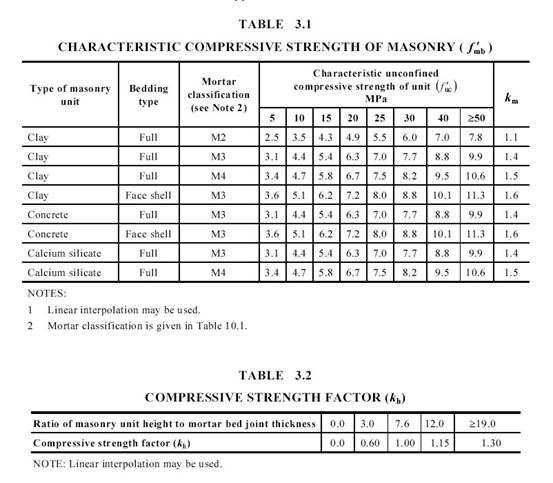 TABLE 3.1
CHARACTERISTIC COMPRESSIVE STRENGTH OF MASONRY ( f′mb )
Type of masonry unit | Bedding type | Mortar classification (see Note 2) | Characteristic unconfined compressive strength of unit (f′uc) MPa | km
5 | 10 | 15 | 20 | 25 | 30 | 40 | ≥50
Clay | Full | M2 | 2.5 | 3.5 | 4.3 | 4.9 | 5.5 | 6.0 | 7.0 | 7.8 | 1.1
Clay | Full | M3 | 3.1 | 4.4 | 5.4 | 6.3 | 7.0 | 7.7 | 8.8 | 9.9 | 1.4
Clay | Full | M4 | 3.4 | 4.7 | 5.8 | 6.7 | 7.5 | 8.2 | 9.5 | 10.6 | 1.5
Clay | Face shell | M3 | 3.6 | 5.1 | 6.2 | 7.2 | 8.0 | 8.8 | 10.1 | 11.3 | 1.6
Concrete | Full | M3 | 3.1 | 4.4 | 5.4 | 6.3 | 7.0 | 7.7 | 8.8 | 9.9 | 1.4
Concrete | Face shell | M3 | 3.6 | 5.1 | 6.2 | 7.2 | 8.0 | 8.8 | 10.1 | 11.3 | 1.6
Calcium silicate | Full | M3 | 3.1 | 4.4 | 5.4 | 6.3 | 7.0 | 7.7 | 8.8 | 9.9 | 1.4
Calcium silicate | Full | M4 | 3.4 | 4.7 | 5.8 | 6.7 | 7.5 | 8.2 | 9.5 | 10.6 | 1.5
NOTES:
1 Linear interpolation may be used.
2 Mortar classification is given in Table 10.1.
TABLE 3.2
COMPRESSIVE STRENGTH FACTOR (kh)
Ratio of masonry unit height to mortar bed joint thickness | 0.0 | 3.0 | 7.6 | 12.0 | ≥19.0
Compressive strength factor (kh) | 0.0 | 0.60 | 1.00 | 1.15 | 1.30
NOTE: Linear interpolation may be used.